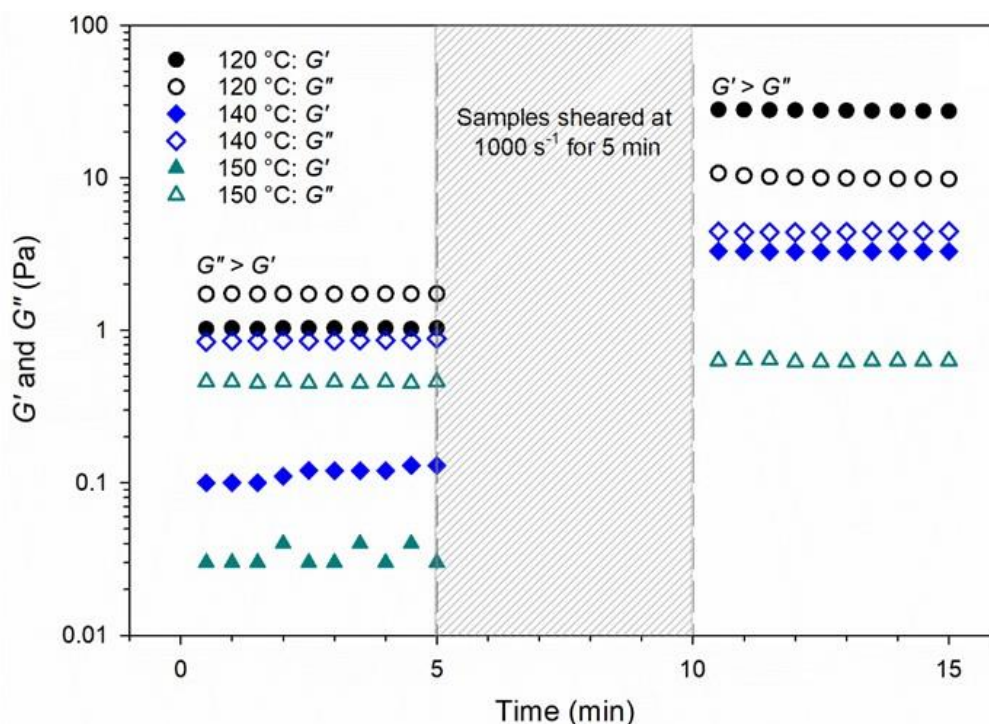 100
10
1
0.1
0.01
G′ and G″ (Pa)
120 °C: G′
120 °C: G″
140 °C: G′
140 °C: G″
150 °C: G′
150 °C: G″
G″ > G′
Samples sheared at
1000 s⁻¹ for 5 min
G′ > G″
0 5 10 15
Time (min)